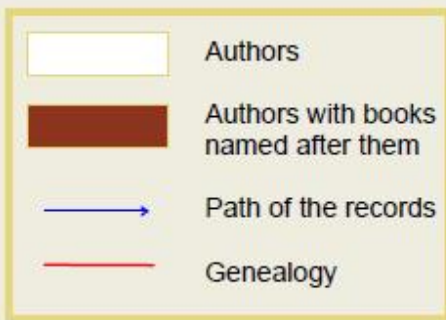 Authors
Authors with books
named after them
Path of the records
Genealogy